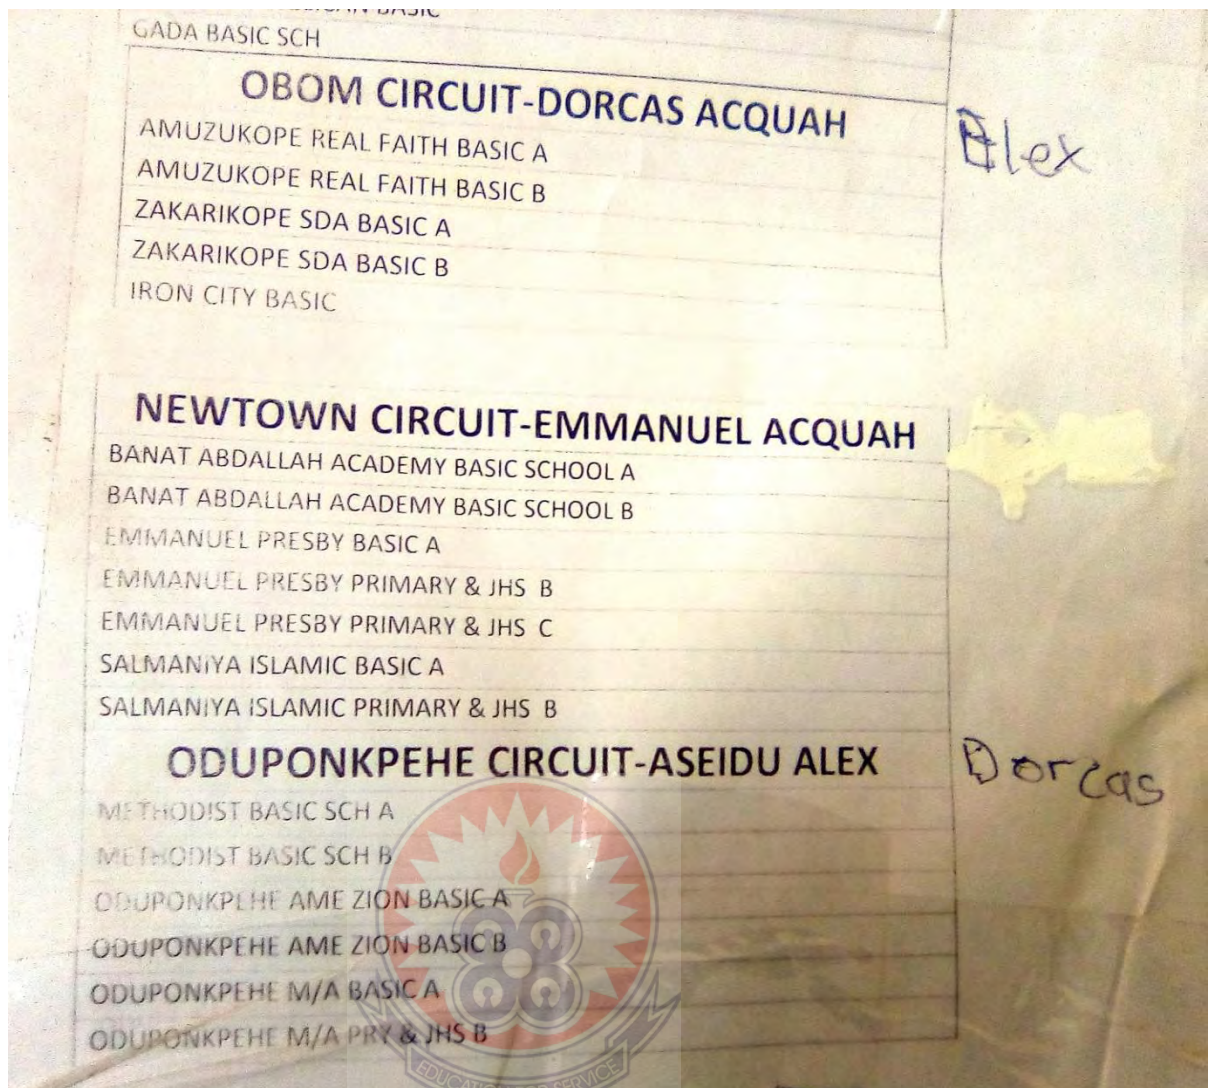 BASIC
GADA BASIC SCH
OBOM CIRCUIT-DORCAS ACQUAH
Alex
AMUZUKOPE REAL FAITH BASIC A
AMUZUKOPE REAL FAITH BASIC B
ZAKARIKOPE SDA BASIC A
ZAKARIKOPE SDA BASIC B
IRON CITY BASIC
NEWTOWN CIRCUIT-EMMANUEL ACQUAH
BANAT ABDALLAH ACADEMY BASIC SCHOOL A
BANAT ABDALLAH ACADEMY BASIC SCHOOL B
EMMANUEL PRESBY BASIC A
EMMANUEL PRESBY PRIMARY & JHS B
EMMANUEL PRESBY PRIMARY & JHS C
SALMANIYA ISLAMIC BASIC A
SALMANIYA ISLAMIC PRIMARY & JHS B
ODUPONKPEHE CIRCUIT-ASEIDU ALEX
Dorcas
METHODIST BASIC SCH A
METHODIST BASIC SCH B
ODUPONKPEHE AME ZION BASIC A
ODUPONKPEHE AME ZION BASIC B
ODUPONKPEHE M/A BASIC A
ODUPONKPEHE M/A PRY & JHS B
EDUCATION FOR SERVICE